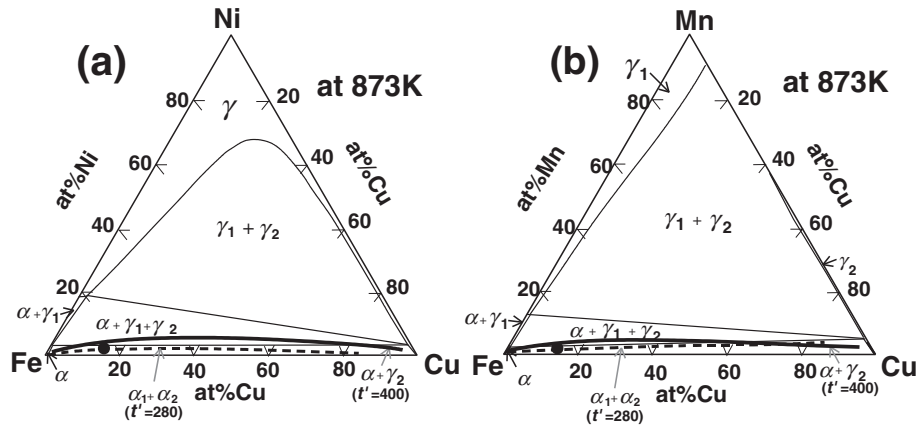 Ni
(a)
at 873K
80
20
γ
60
40
at%Ni
at%Cu
40
60
γ1 + γ2
20
80
α+γ1
α+γ1+γ2
Fe
Cu
α
20
40
60
80
α1+α2
(t'=280)
at%Cu
α+γ2
(t'=400)
Mn
(b)
at 873K
γ1
80
20
60
40
at%Mn
at%Cu
40
60
γ1 + γ2
γ2
20
80
α+γ1
α+γ1+γ2
Fe
Cu
α
20
40
60
80
α1+α2
(t'=280)
at%Cu
α+γ2
(t'=400)